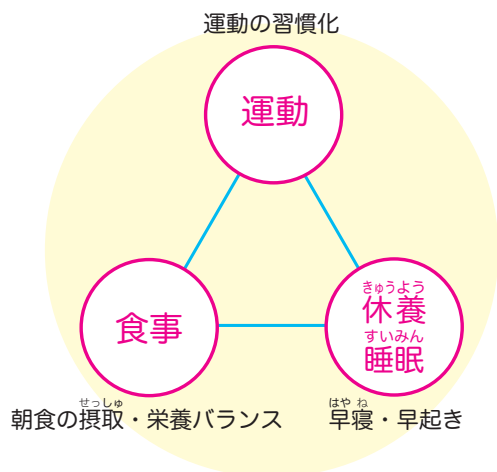 運動の習慣化
運動
食事
きゅうよう
休養
すいみん
睡眠
せっしゅ
朝食の摂取・栄養バランス
はや ね
早寝・早起き